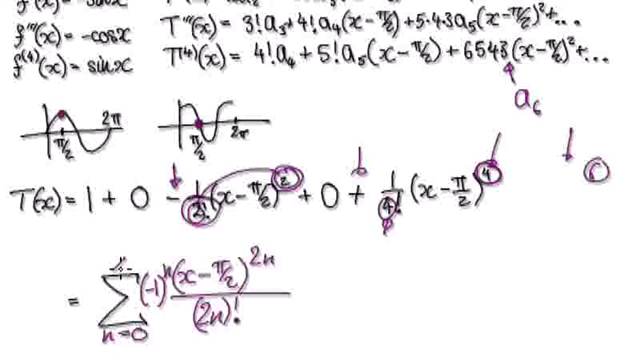 f''(x) = -sinx
f'''(x) = -cosx T'''(x) = 3!a₃ + 4!a₄(x-π/2) + 5·4·3a₅(x-π/2)² + ...
f⁽⁴⁾(x) = sinx T⁽⁴⁾(x) = 4!a₄ + 5!a₅(x-π/2) + 6543(x-π/2)² + ...
a₆
2π
π/2
π/2
2π
T(x) = 1 + 0 - 1/2! (x-π/2)² + 0 + 1/4! (x-π/2)⁴
= ∑ n=0 (-1)ⁿ (x-π/2)²ⁿ / (2n)!